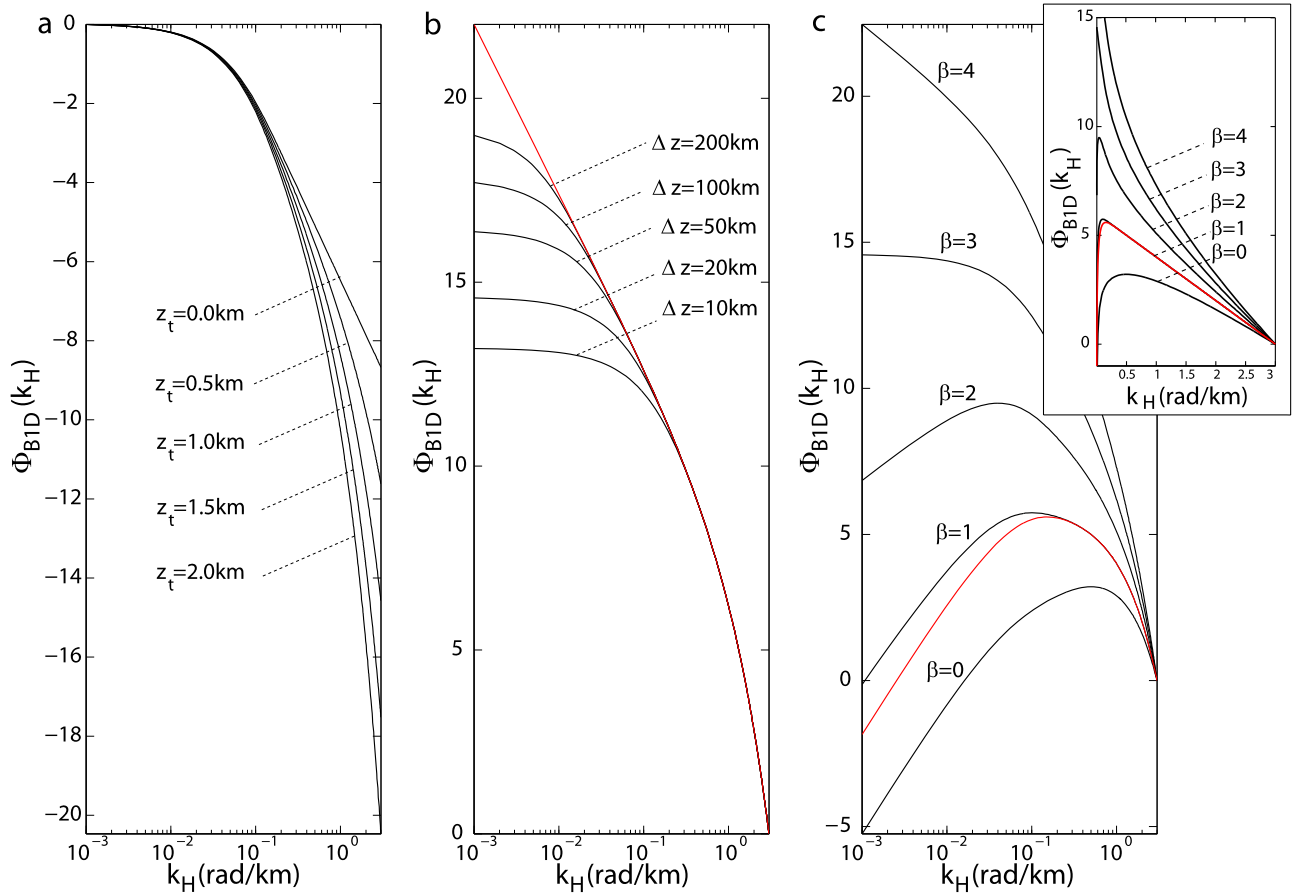 a
0
−2
−4
−6
−8
−10
−12
−14
−16
−18
−20
Φ_B1D(k_H)
z_t=0.0km
z_t=0.5km
z_t=1.0km
z_t=1.5km
z_t=2.0km
10^−3 10^−2 10^−1 10^0
k_H(rad/km)
b
20
15
10
5
0
Φ_B1D(k_H)
Δ z=200km
Δ z=100km
Δ z=50km
Δ z=20km
Δ z=10km
10^−3 10^−2 10^−1 10^0
k_H(rad/km)
c
20
15
10
5
0
−5
Φ_B1D(k_H)
β=4
β=3
β=2
β=1
β=0
10^−3 10^−2 10^−1 10^0
k_H(rad/km)
15
10
5
0
Φ_B1D(k_H)
β=4
β=3
β=2
β=1
β=0
0.5 1 1.5 2 2.5 3
k_H(rad/km)